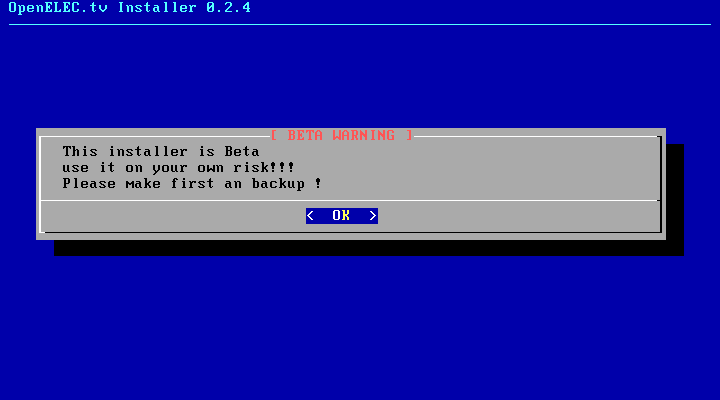 OpenELEC.tv Installer 0.2.4
[ BETA WARNING ]
This installer is Beta
use it on your own risk!!!
Please make first an backup !
< OK >